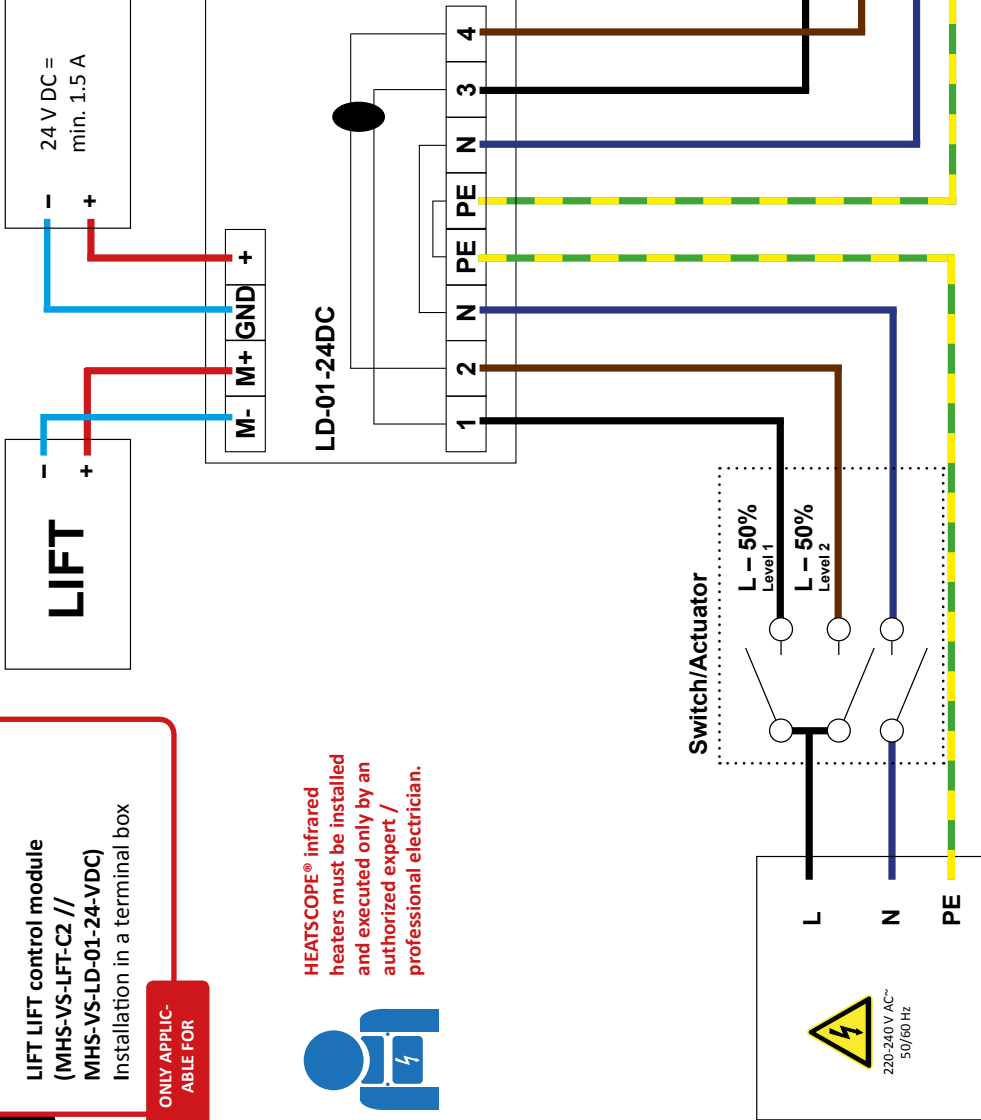 LIFT LIFT control module
(MHS-VS-LFT-C2 //
MHS-VS-LD-01-24-VDC)
Installation in a terminal box
ONLY APPLIC-
ABLE FOR
HEATSCOPE® infrared
heaters must be installed
and executed only by an
authorized expert /
professional electrician.
LIFT
–
+
24 V DC =
min. 1.5 A
–
+
M-
M+
GND
+
LD-01-24DC
1
2
N
PE
PE
N
3
4
Switch/Actuator
L – 50%
Level 1
L – 50%
Level 2
L
N
PE
220-240 V AC~
50/60 Hz